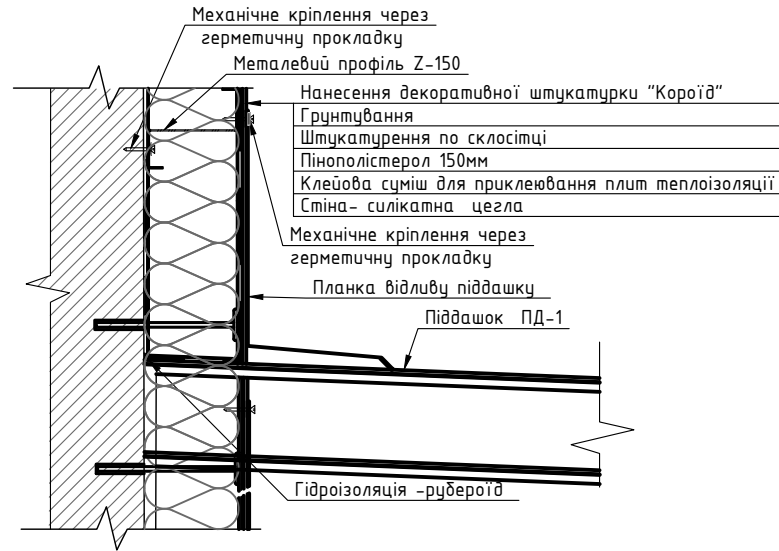 Механічне кріплення через
герметичну прокладку
Металевий профіль Z-150
Нанесення декоративної штукатурки "Короїд"
Грунтування
Штукатурення по склосітці
Пінополістерол 150мм
Клейова суміш для приклеювання плит теплоізоляції
Стіна- силікатна цегла
Механічне кріплення через
герметичну прокладку
Планка відливу піддашку
Піддашок ПД-1
Гідроізоляція -рубероїд